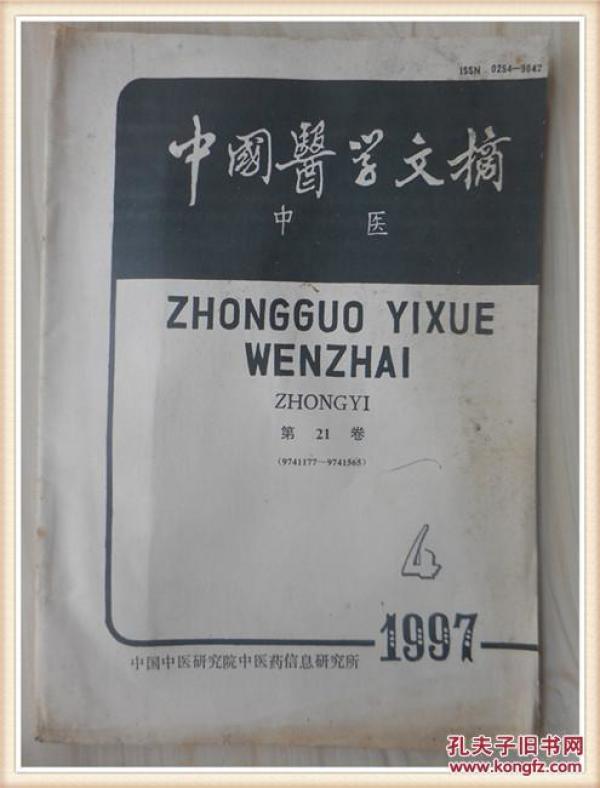 ISSN 0254-9042
中國醫学文摘
中 医
ZHONGGUO YIXUE
WENZHAI
ZHONGYI
第 21 卷
(9741177—9741565)
4
1997
中国中医研究院中医药信息研究所
孔夫子旧书网
www.kongfz.com